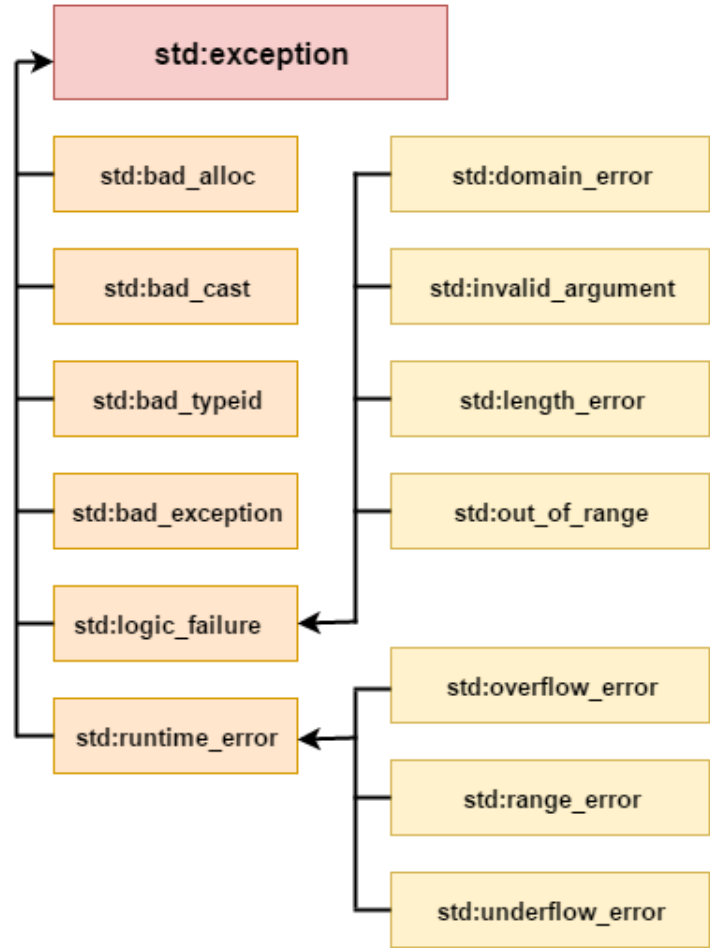 std:exception
std:bad_alloc
std:bad_cast
std:bad_typeid
std:bad_exception
std:logic_failure
std:runtime_error
std:domain_error
std:invalid_argument
std:length_error
std:out_of_range
std:overflow_error
std:range_error
std:underflow_error